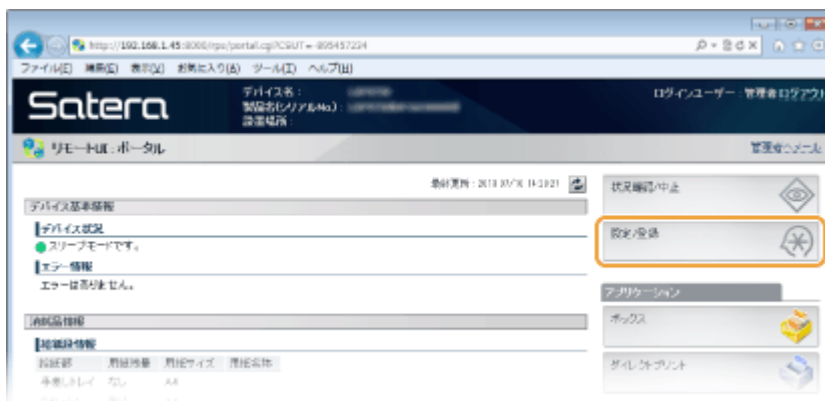 http://192.168.1.45:8000/rps/portal.cgi?CSUT=-895457224
ファイル(E) 編集(E) 表示(V) お気に入り(A) ツール(I) ヘルプ(H)
Satera
デバイス名:
製品名(シリアルNo.):
設置場所:
ログインユーザー: 管理者 ログアウト
リモートUI:ポータル
管理者へメール
最終更新:
状況確認/中止
デバイス基本情報
デバイス状況
スリープモードです。
設定/登録
エラー情報
エラーはありません。
アプリケーション
消耗品情報
ボックス
給紙段情報
給紙部 用紙残量 用紙サイズ 用紙名称
手差しトレイ なし A4
ダイレクトプリント